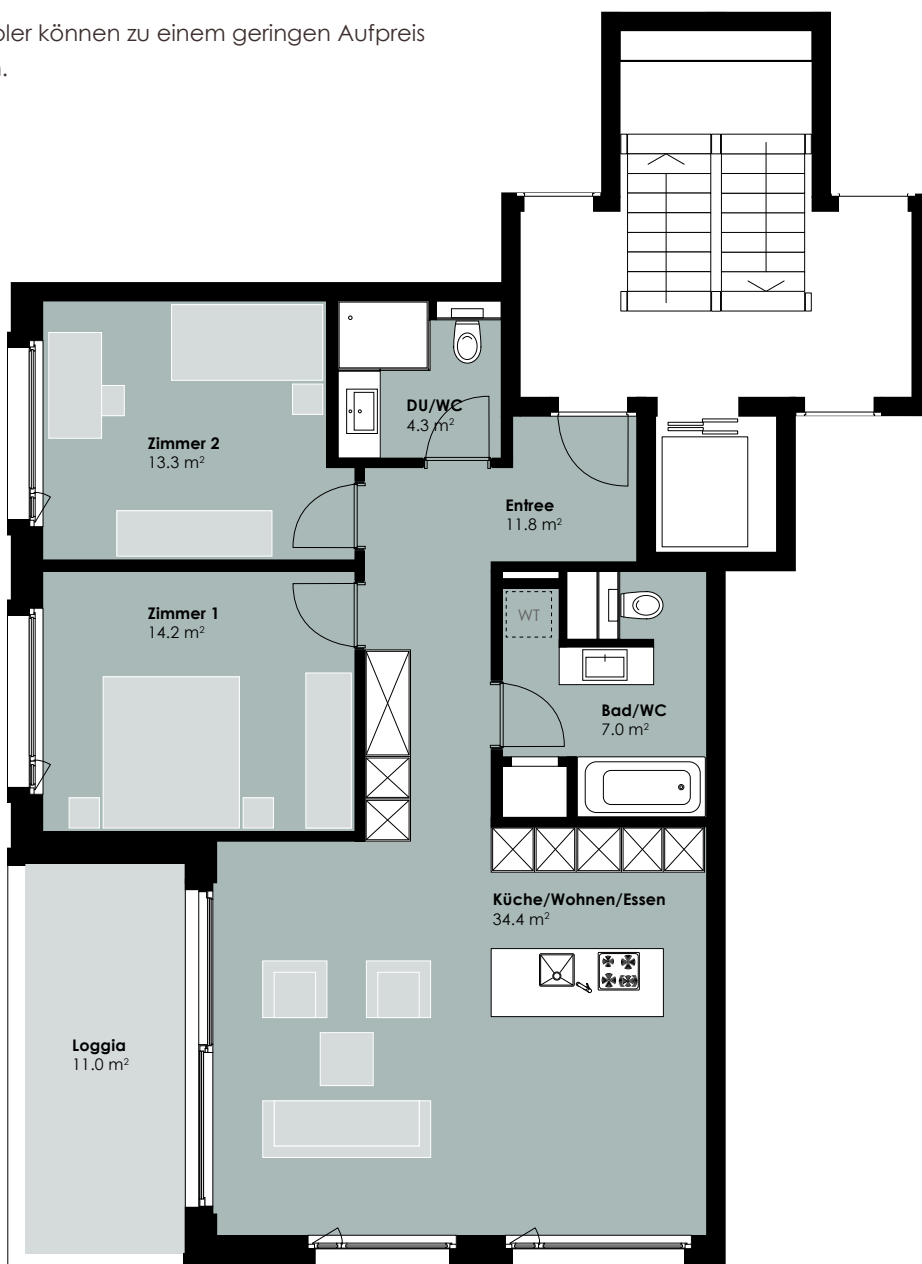 können zu einem geringen Aufpreis
Zimmer 2
13.3 m²
DU/WC
4.3 m²
Entree
11.8 m²
Zimmer 1
14.2 m²
WT
Bad/WC
7.0 m²
Küche/Wohnen/Essen
34.4 m²
Loggia
11.0 m²